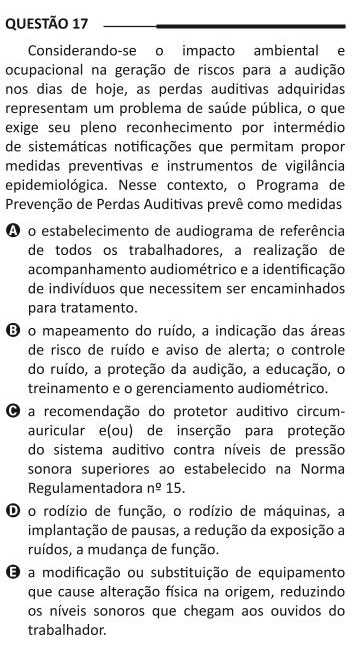 QUESTÃO 17
Considerando-se o impacto ambiental e
ocupacional na geração de riscos para a audição
nos dias de hoje, as perdas auditivas adquiridas
representam um problema de saúde pública, o que
exige seu pleno reconhecimento por intermédio
de sistemáticas notificações que permitam propor
medidas preventivas e instrumentos de vigilância
epidemiológica. Nesse contexto, o Programa de
Prevenção de Perdas Auditivas prevê como medidas
A o estabelecimento de audiograma de referência
de todos os trabalhadores, a realização de
acompanhamento audiométrico e a identificação
de indivíduos que necessitem ser encaminhados
para tratamento.
B o mapeamento do ruído, a indicação das áreas
de risco de ruído e aviso de alerta; o controle
do ruído, a proteção da audição, a educação, o
treinamento e o gerenciamento audiométrico.
C a recomendação do protetor auditivo circum-
auricular e(ou) de inserção para proteção
do sistema auditivo contra níveis de pressão
sonora superiores ao estabelecido na Norma
Regulamentadora nº 15.
D o rodízio de função, o rodízio de máquinas, a
implantação de pausas, a redução da exposição a
ruídos, a mudança de função.
E a modificação ou substituição de equipamento
que cause alteração física na origem, reduzindo
os níveis sonoros que chegam aos ouvidos do
trabalhador.